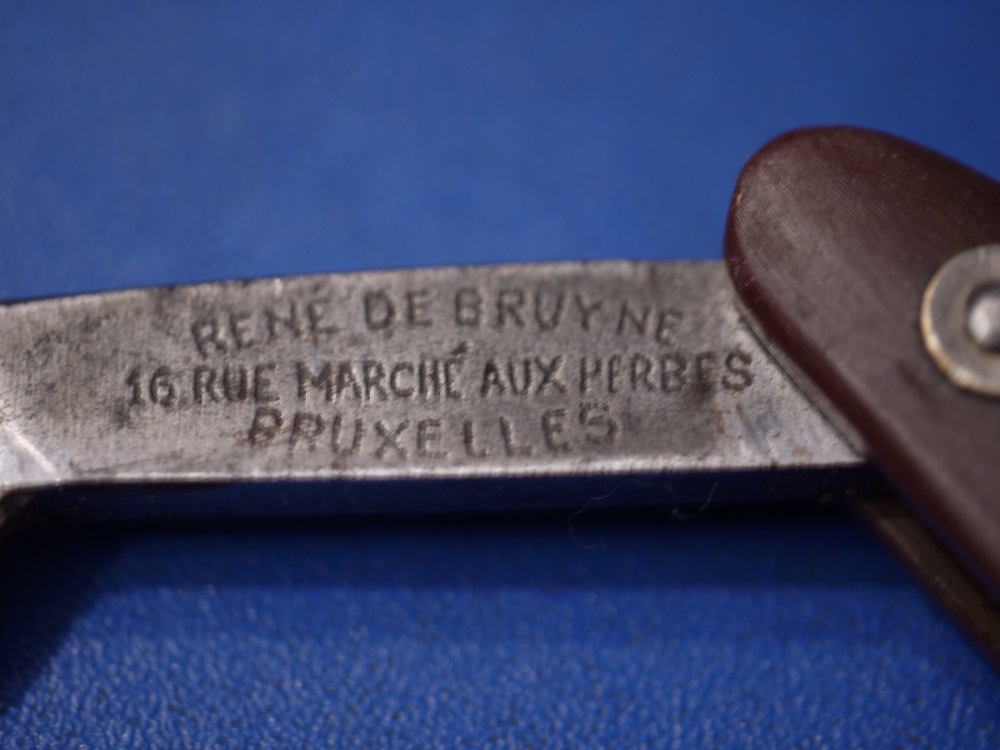 RENÉ DE BRUYNE
16 RUE MARCHÉ AUX HERBES
BRUXELLES